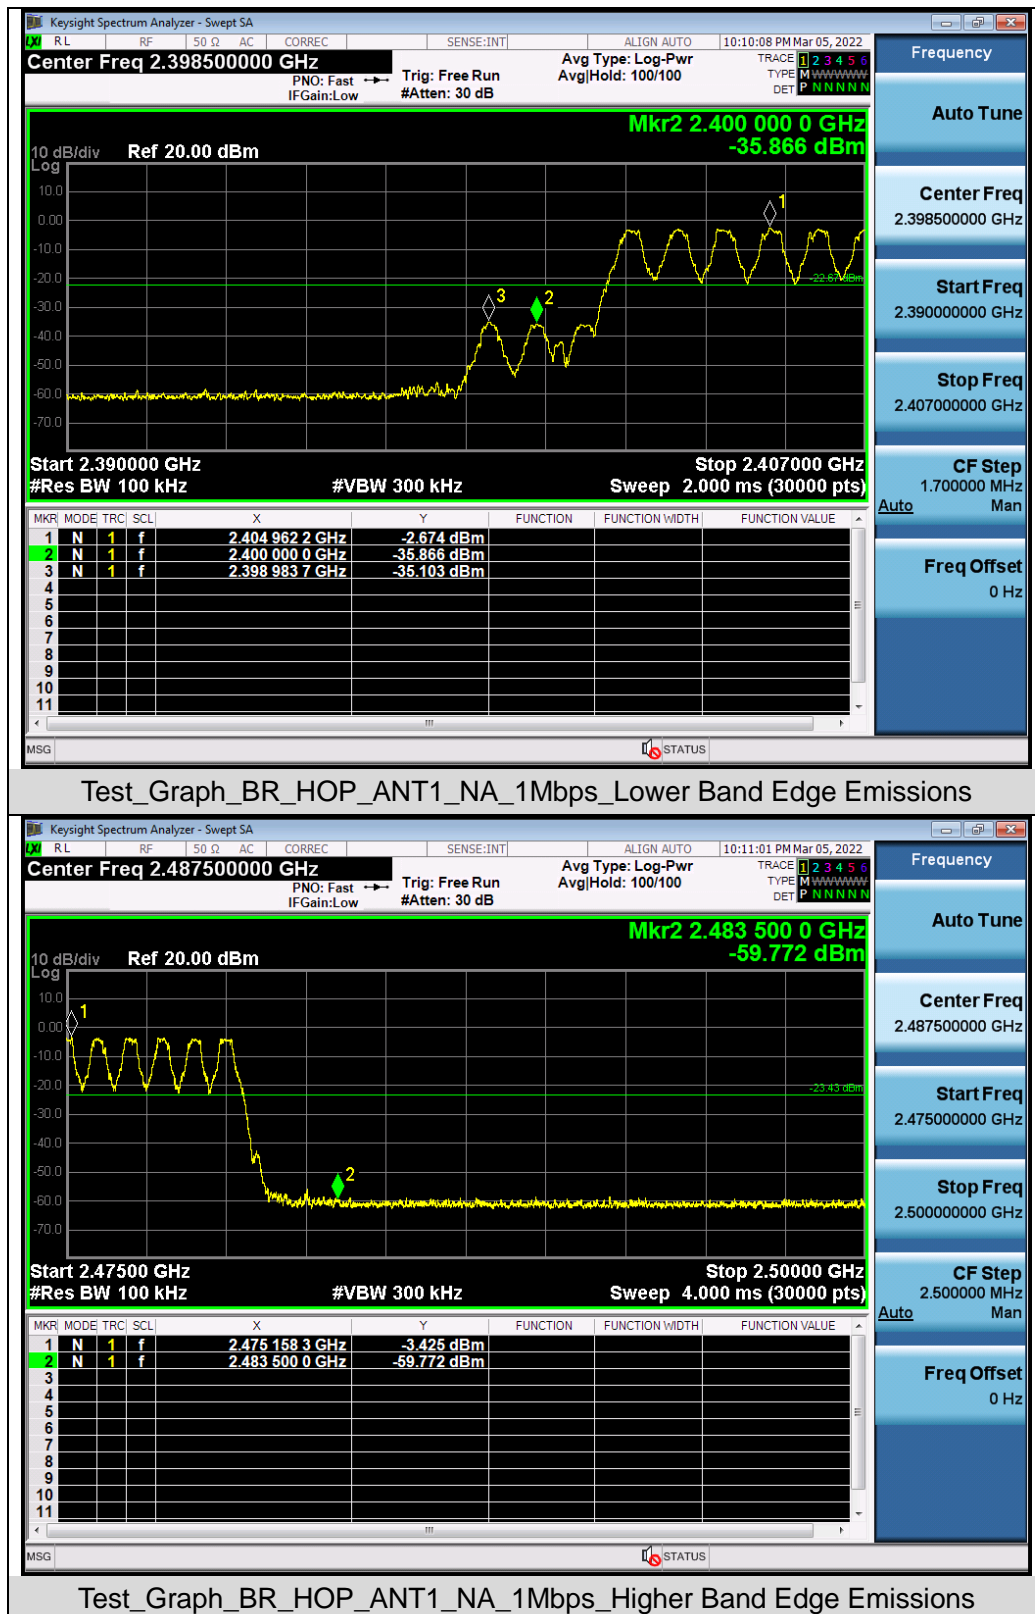 Keysight Spectrum Analyzer - Swept SA
LXI RL RF 50 Ω AC CORREC SENSE:INT ALIGN AUTO 10:10:08 PM Mar 05, 2022
Center Freq 2.398500000 GHz
PNO: Fast
IFGain:Low
Trig: Free Run
#Atten: 30 dB
Avg Type: Log-Pwr
Avg|Hold: 100/100
TRACE 1 2 3 4 5 6
TYPE M W W W W W
DET P N N N N N
Frequency
Auto Tune
Center Freq
2.398500000 GHz
Start Freq
2.390000000 GHz
Stop Freq
2.407000000 GHz
CF Step
1.700000 MHz
Auto Man
Freq Offset
0 Hz
Mkr2 2.400 000 0 GHz
-35.866 dBm
10 dB/div Ref 20.00 dBm
Log
10.0
0.00
-10.0
-20.0
-30.0
-40.0
-50.0
-60.0
-70.0
1
2
3
-22.67 dBm
Start 2.390000 GHz Stop 2.407000 GHz
#Res BW 100 kHz #VBW 300 kHz Sweep 2.000 ms (30000 pts)
MKR MODE TRC SCL X Y FUNCTION FUNCTION WIDTH FUNCTION VALUE
1 N 1 f 2.404 962 2 GHz -2.674 dBm
2 N 1 f 2.400 000 0 GHz -35.866 dBm
3 N 1 f 2.398 983 7 GHz -35.103 dBm
4
5
6
7
8
9
10
11
MSG STATUS
Test_Graph_BR_HOP_ANT1_NA_1Mbps_Lower Band Edge Emissions
Keysight Spectrum Analyzer - Swept SA
LXI RL RF 50 Ω AC CORREC SENSE:INT ALIGN AUTO 10:11:01 PM Mar 05, 2022
Center Freq 2.487500000 GHz
PNO: Fast
IFGain:Low
Trig: Free Run
#Atten: 30 dB
Avg Type: Log-Pwr
Avg|Hold: 100/100
TRACE 1 2 3 4 5 6
TYPE M W W W W W
DET P N N N N N
Frequency
Auto Tune
Center Freq
2.487500000 GHz
Start Freq
2.475000000 GHz
Stop Freq
2.500000000 GHz
CF Step
2.500000 MHz
Auto Man
Freq Offset
0 Hz
Mkr2 2.483 500 0 GHz
-59.772 dBm
10 dB/div Ref 20.00 dBm
Log
10.0
0.00
-10.0
-20.0
-30.0
-40.0
-50.0
-60.0
-70.0
1
2
-23.43 dBm
Start 2.47500 GHz Stop 2.50000 GHz
#Res BW 100 kHz #VBW 300 kHz Sweep 4.000 ms (30000 pts)
MKR MODE TRC SCL X Y FUNCTION FUNCTION WIDTH FUNCTION VALUE
1 N 1 f 2.475 158 3 GHz -3.425 dBm
2 N 1 f 2.483 500 0 GHz -59.772 dBm
3
4
5
6
7
8
9
10
11
MSG STATUS
Test_Graph_BR_HOP_ANT1_NA_1Mbps_Higher Band Edge Emissions